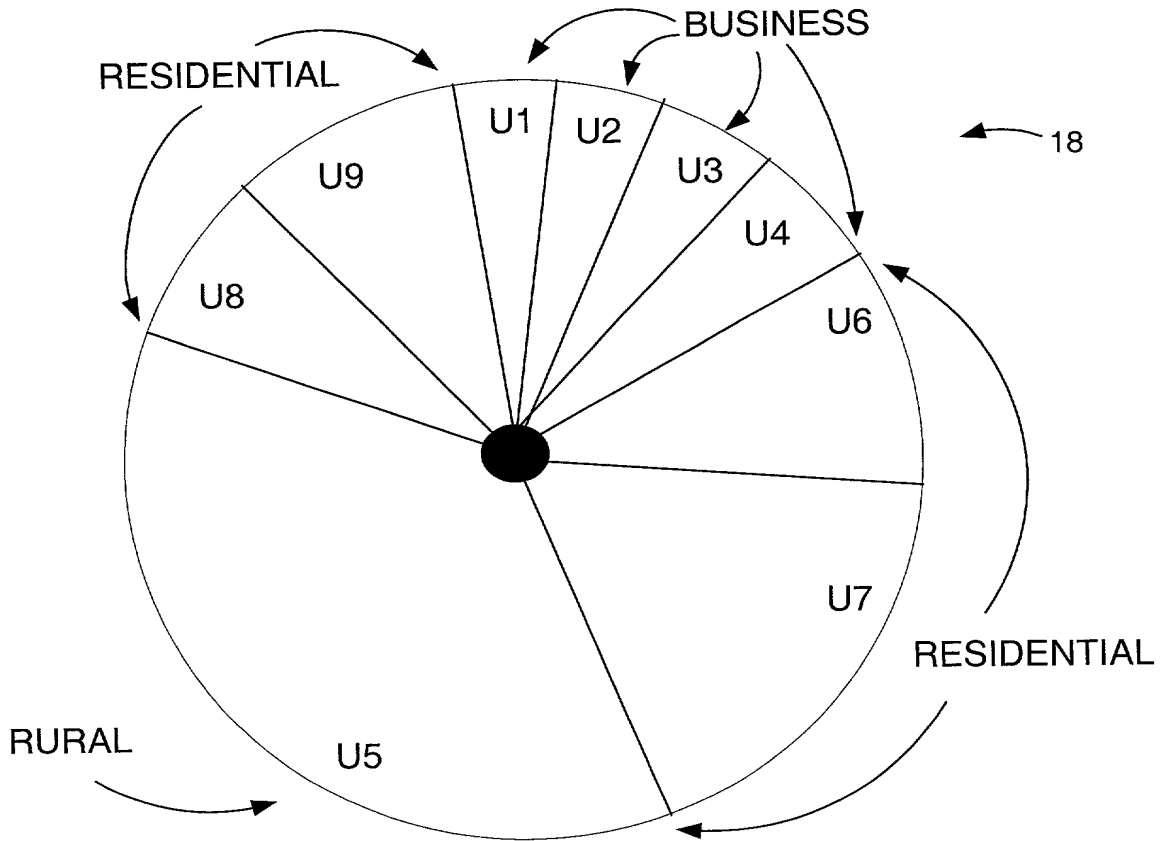 BUSINESS
RESIDENTIAL
U1
U2
18
U9
U3
U4
U8
U6
U7
RESIDENTIAL
RURAL
U5